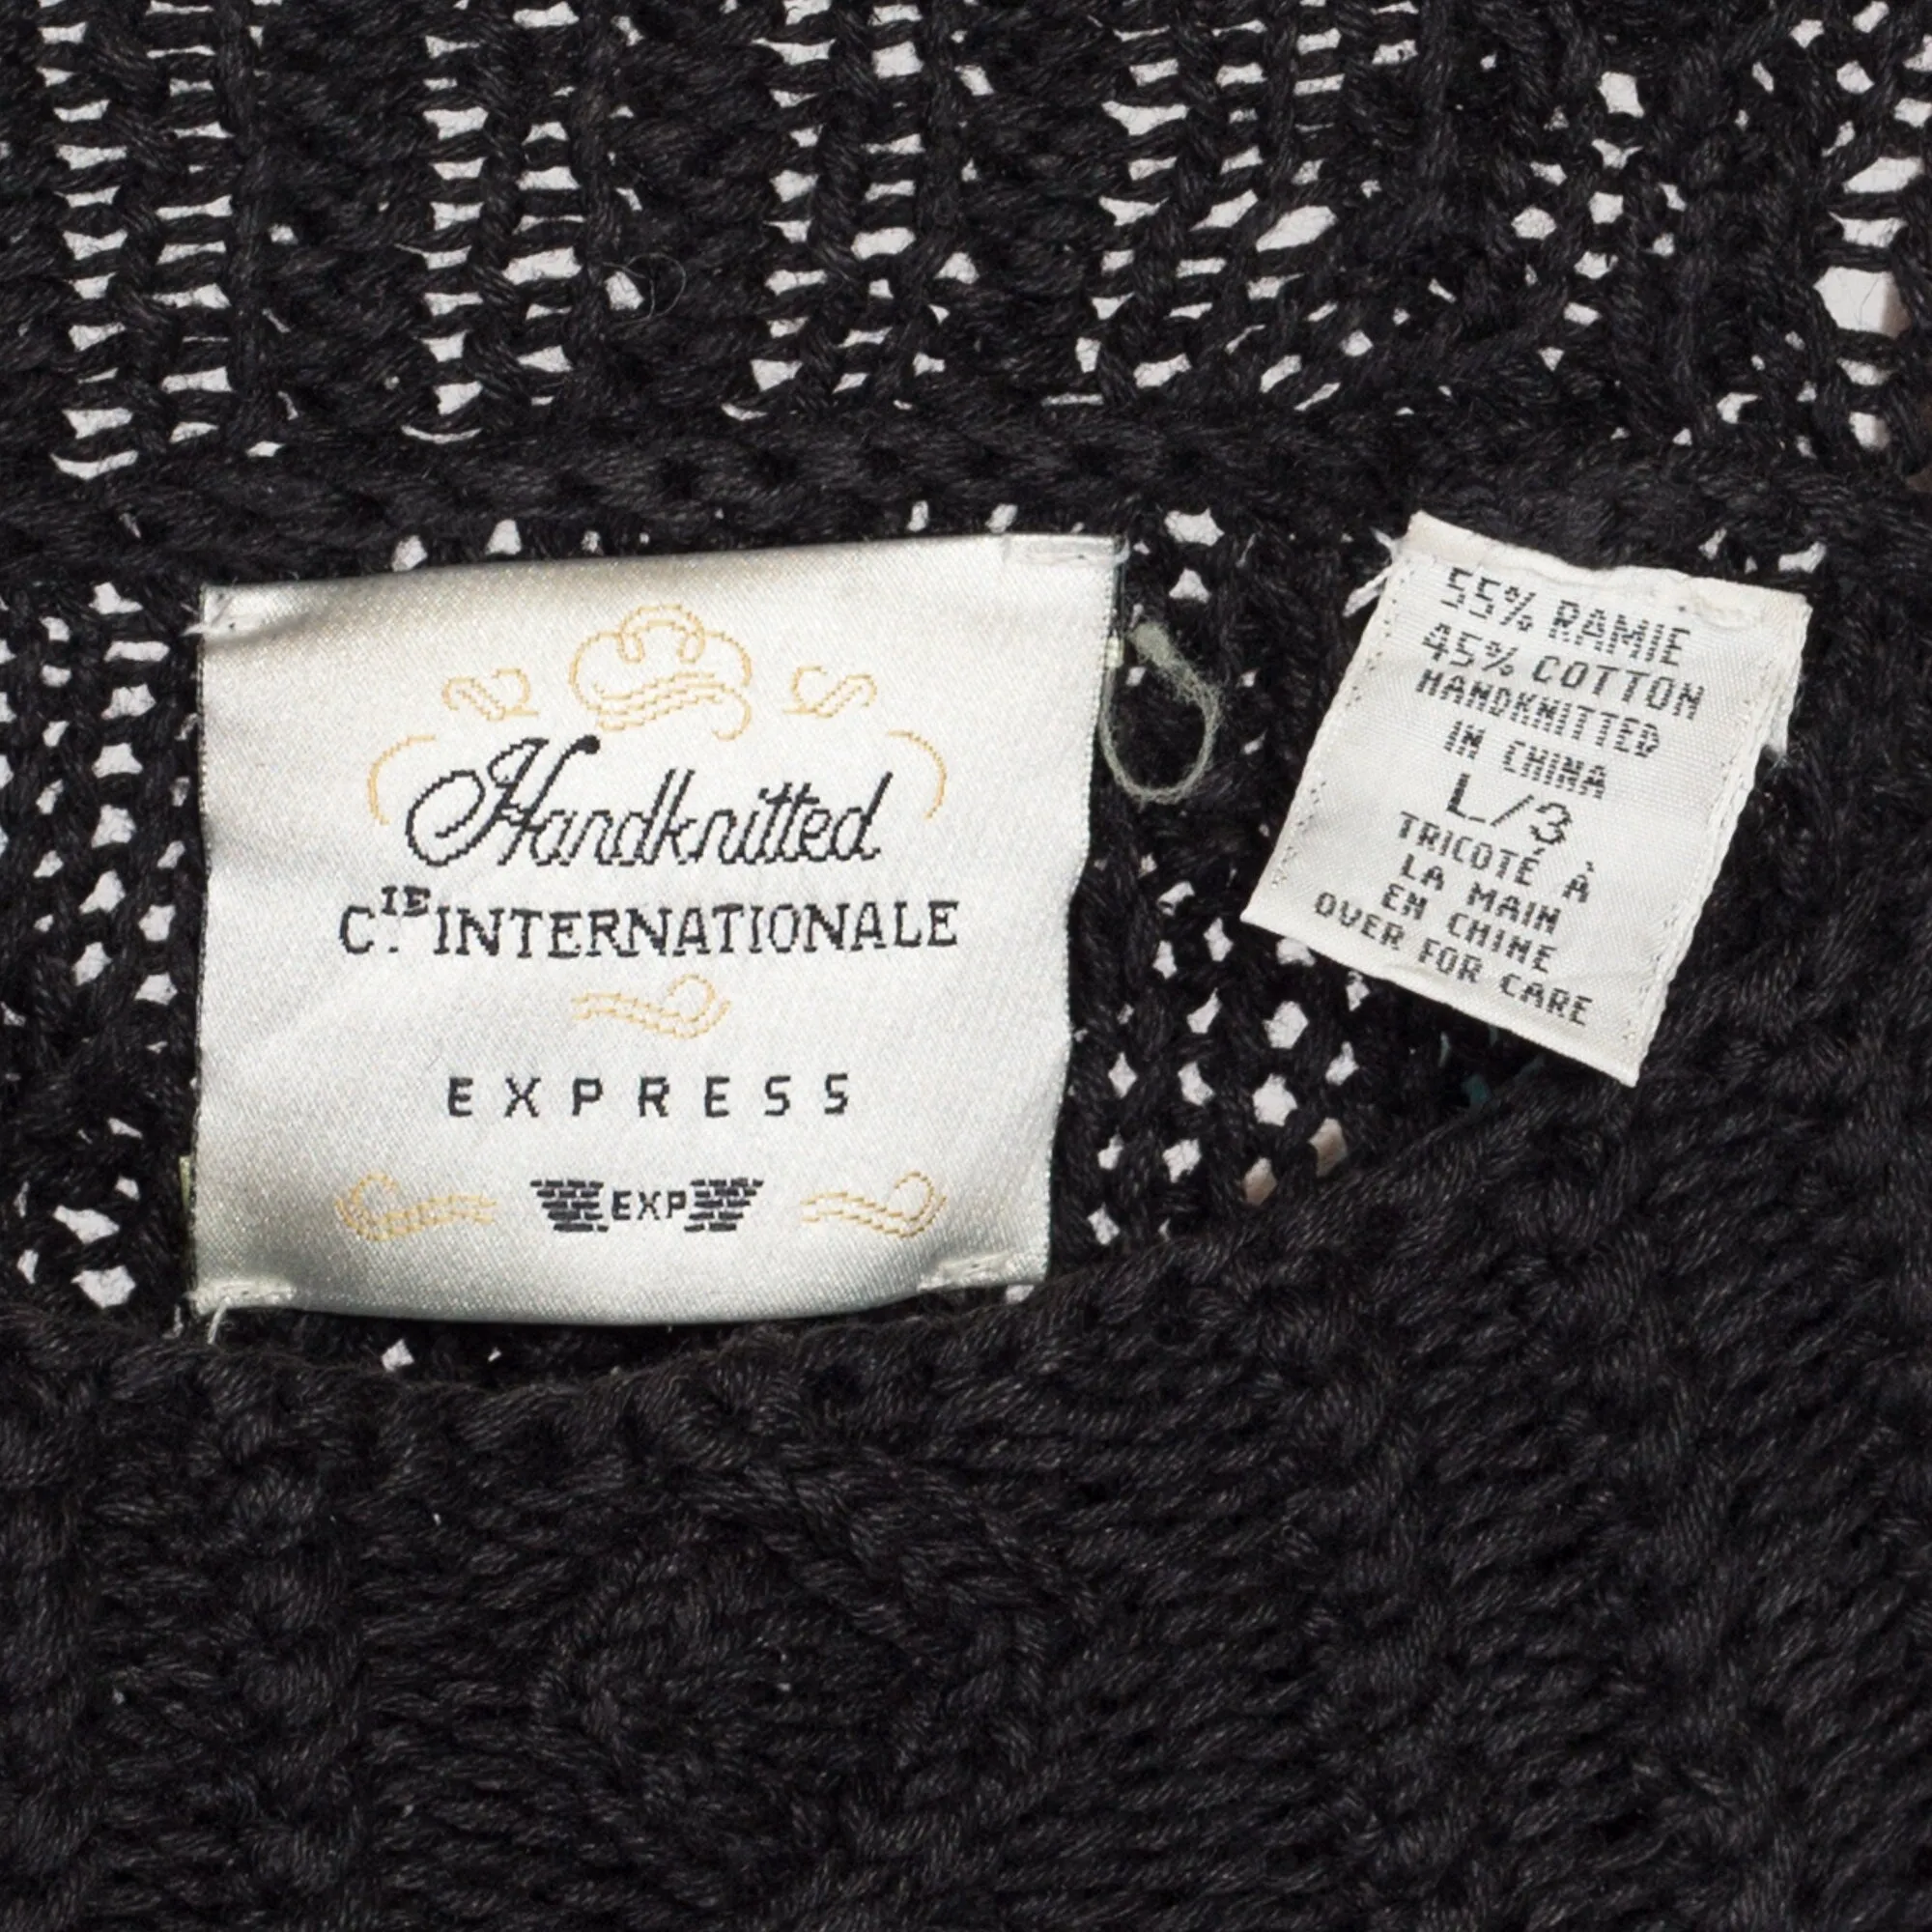 Handknitted
CIE INTERNATIONALE
EXPRESS
EXP
55% RAMIE
45% COTTON
HANDKNITTED
IN CHINA
L/3
TRICOTÉ À
LA MAIN
EN CHINE
OVER FOR CARE